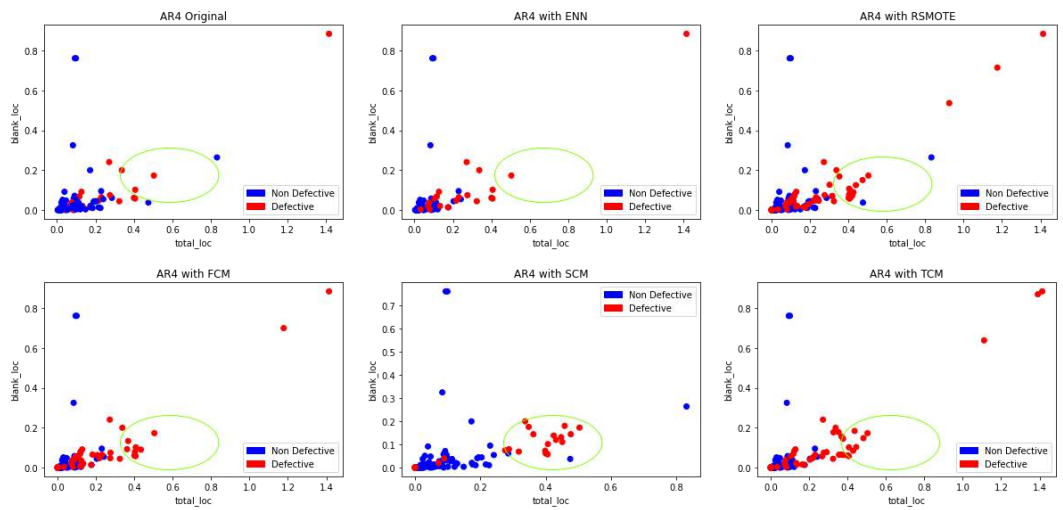 AR4 Original
0.8
0.6
0.4
0.2
0.0
blank_loc
0.0 0.2 0.4 0.6 0.8 1.0 1.2 1.4
total_loc
Non Defective
Defective
AR4 with ENN
0.8
0.6
0.4
0.2
0.0
blank_loc
0.0 0.2 0.4 0.6 0.8 1.0 1.2 1.4
total_loc
Non Defective
Defective
AR4 with RSMOTE
0.8
0.6
0.4
0.2
0.0
blank_loc
0.0 0.2 0.4 0.6 0.8 1.0 1.2 1.4
total_loc
Non Defective
Defective
AR4 with FCM
0.8
0.6
0.4
0.2
0.0
blank_loc
0.0 0.2 0.4 0.6 0.8 1.0 1.2 1.4
total_loc
Non Defective
Defective
AR4 with SCM
0.7
0.6
0.5
0.4
0.3
0.2
0.1
0.0
blank_loc
0.0 0.2 0.4 0.6 0.8
total_loc
Non Defective
Defective
AR4 with TCM
0.8
0.6
0.4
0.2
0.0
blank_loc
0.0 0.2 0.4 0.6 0.8 1.0 1.2 1.4
total_loc
Non Defective
Defective